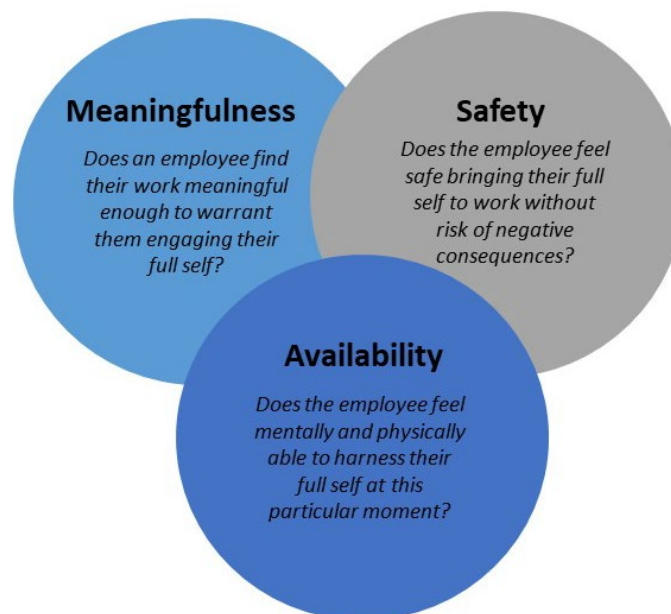 Meaningfulness
Does an employee find
their work meaningful
enough to warrant
them engaging their
full self?
Safety
Does the employee feel
safe bringing their full
self to work without
risk of negative
consequences?
Availability
Does the employee feel
mentally and physically
able to harness their
full self at this
particular moment?